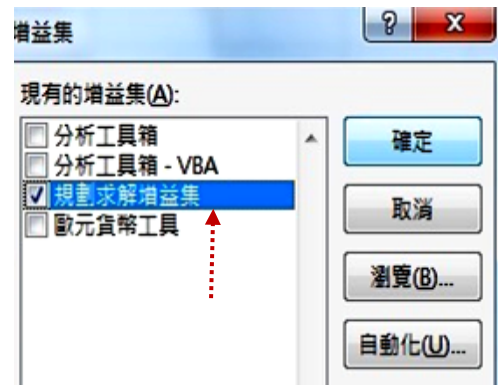 增益集
?
X
現有的增益集(A):
分析工具箱
分析工具箱 - VBA
規劃求解增益集
歐元貨幣工具
確定
取消
瀏覽(B)...
自動化(U)...